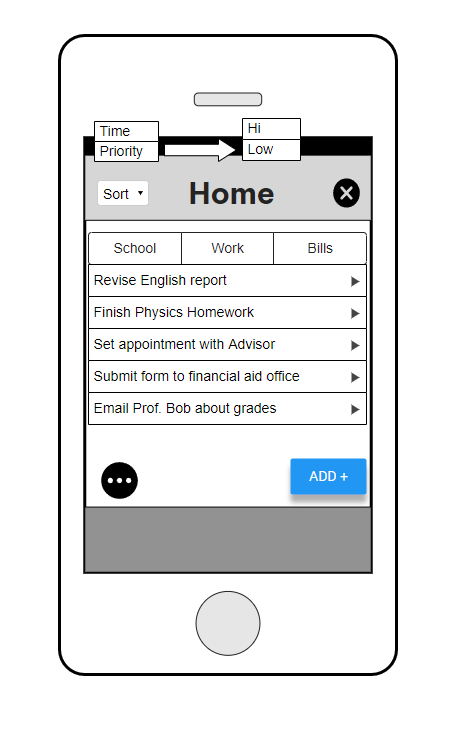 Time
Hi
Priority
Low
Sort
Home
School Work Bills
Revise English report
Finish Physics Homework
Set appointment with Advisor
Submit form to financial aid office
Email Prof. Bob about grades
ADD +